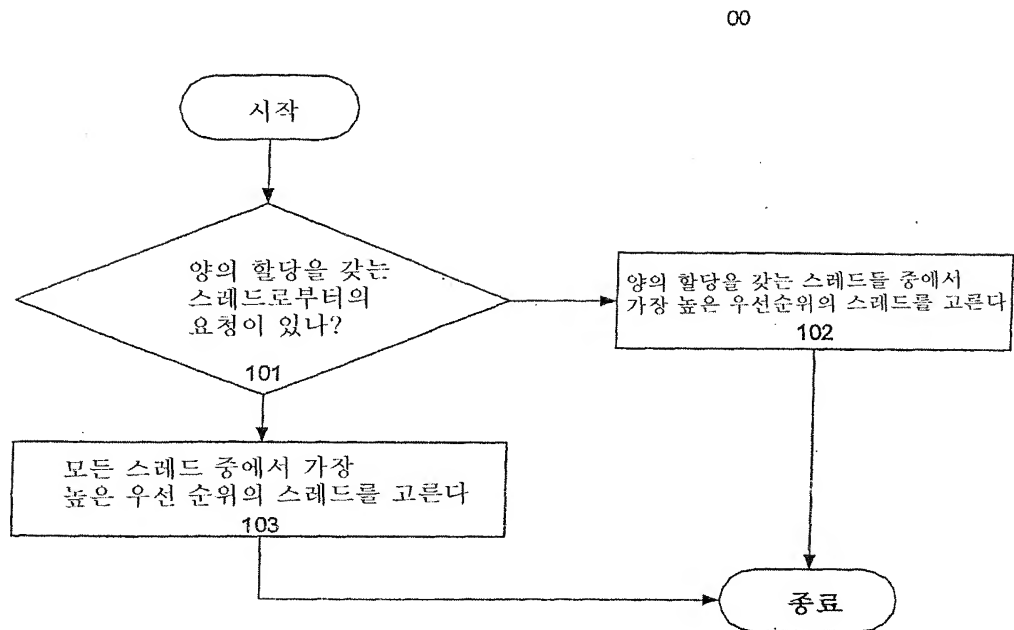 00
시작
양의 할당을 갖는
스레드로부터의
요청이 있나?
101
양의 할당을 갖는 스레드들 중에서
가장 높은 우선순위의 스레드를 고른다
102
모든 스레드 중에서 가장
높은 우선 순위의 스레드를 고른다
103
종료